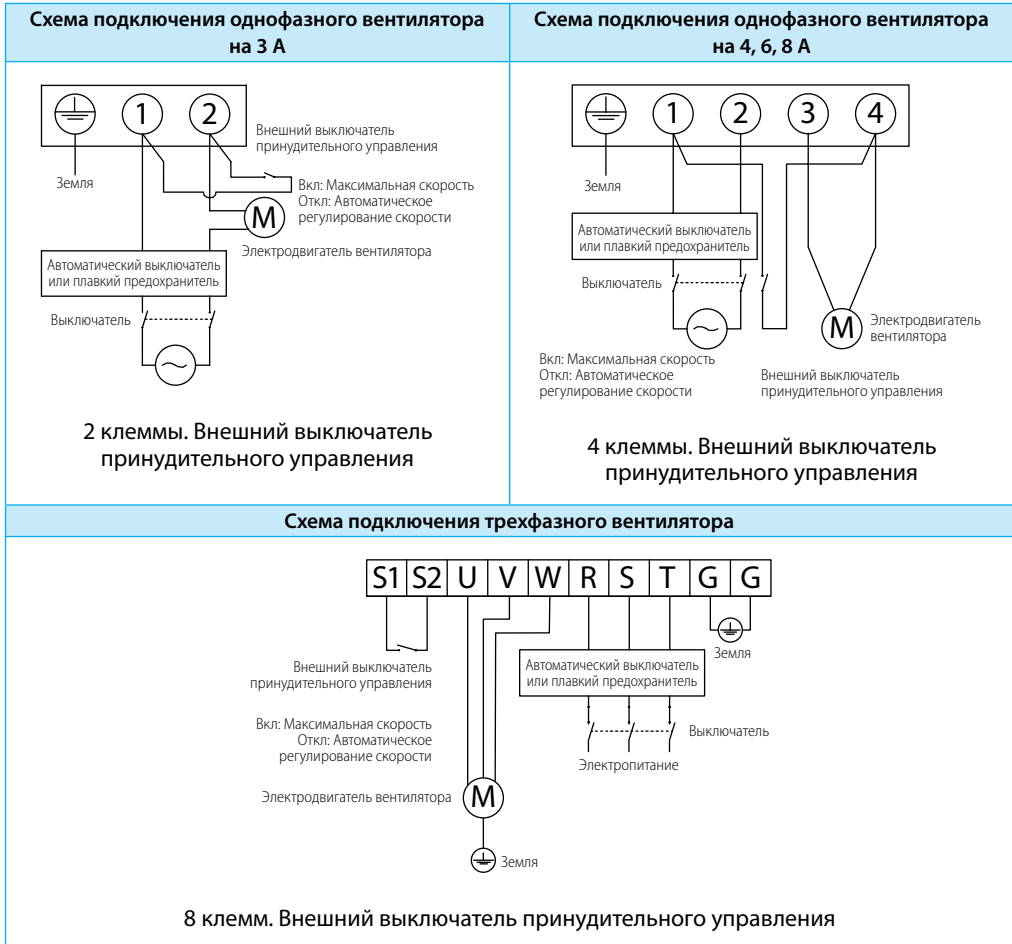 Схема подключения однофазного вентилятора
на 3 А
1
2
Внешний выключатель
принудительного управления
Земля
Вкл: Максимальная скорость
Откл: Автоматическое
регулирование скорости
M
Электродвигатель вентилятора
Автоматический выключатель
или плавкий предохранитель
Выключатель
2 клеммы. Внешний выключатель
принудительного управления
Схема подключения однофазного вентилятора
на 4, 6, 8 А
1
2
3
4
Земля
Автоматический выключатель
или плавкий предохранитель
Выключатель
M
Электродвигатель
вентилятора
Вкл: Максимальная скорость
Откл: Автоматическое
регулирование скорости
Внешний выключатель
принудительного управления
4 клеммы. Внешний выключатель
принудительного управления
Схема подключения трехфазного вентилятора
S1 S2 U V W R S T G G
Внешний выключатель
принудительного управления
Земля
Автоматический выключатель
или плавкий предохранитель
Вкл: Максимальная скорость
Откл: Автоматическое
регулирование скорости
Выключатель
Электропитание
Электродвигатель вентилятора
M
Земля
8 клемм. Внешний выключатель принудительного управления